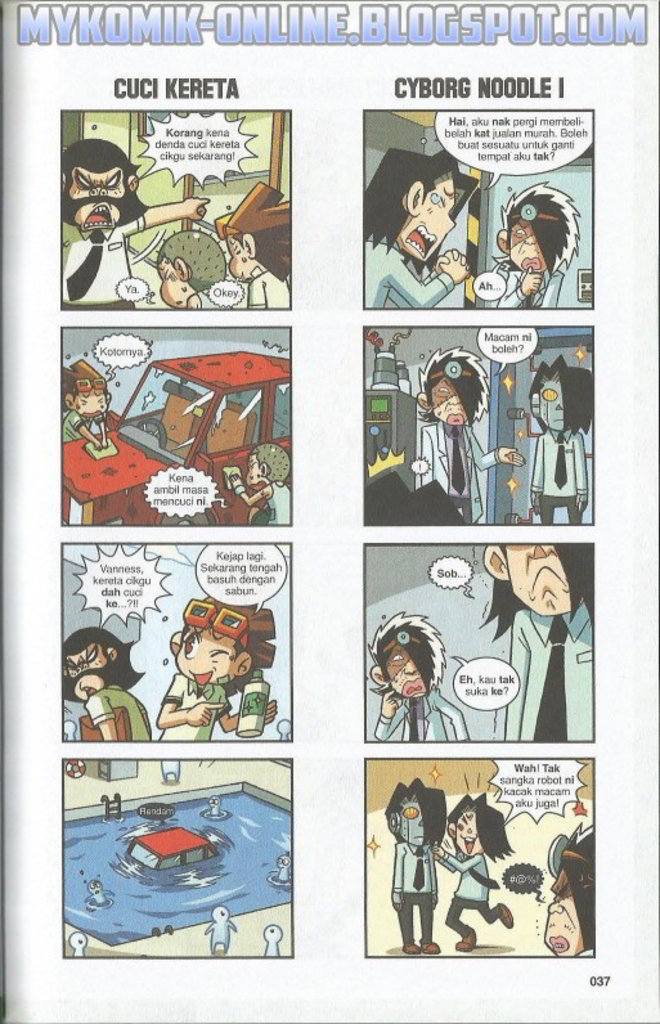 MYKOMIK-ONLINE.BLOGSPOT.COM
CUCI KERETA
Korang kena
denda cuci kereta
cikgu sekarang!
Ya.
Okey.
Kotornya.
Kena
ambil masa
mencuci ni.
Vanness,
kereta cikgu
dah cuci
ke...?!!
Kejap lagi.
Sekarang tengah
basuh dengan
sabun.
Rendam
CYBORG NOODLE I
Hai, aku nak pergi membeli-
belah kat jualan murah. Boleh
buat sesuatu untuk ganti
tempat aku tak?
Ah...
Macam ni
boleh?
!
Sob...
Eh, kau tak
suka ke?
Wah! Tak
sangka robot ni
kacak macam
aku juga!
#@%!
037